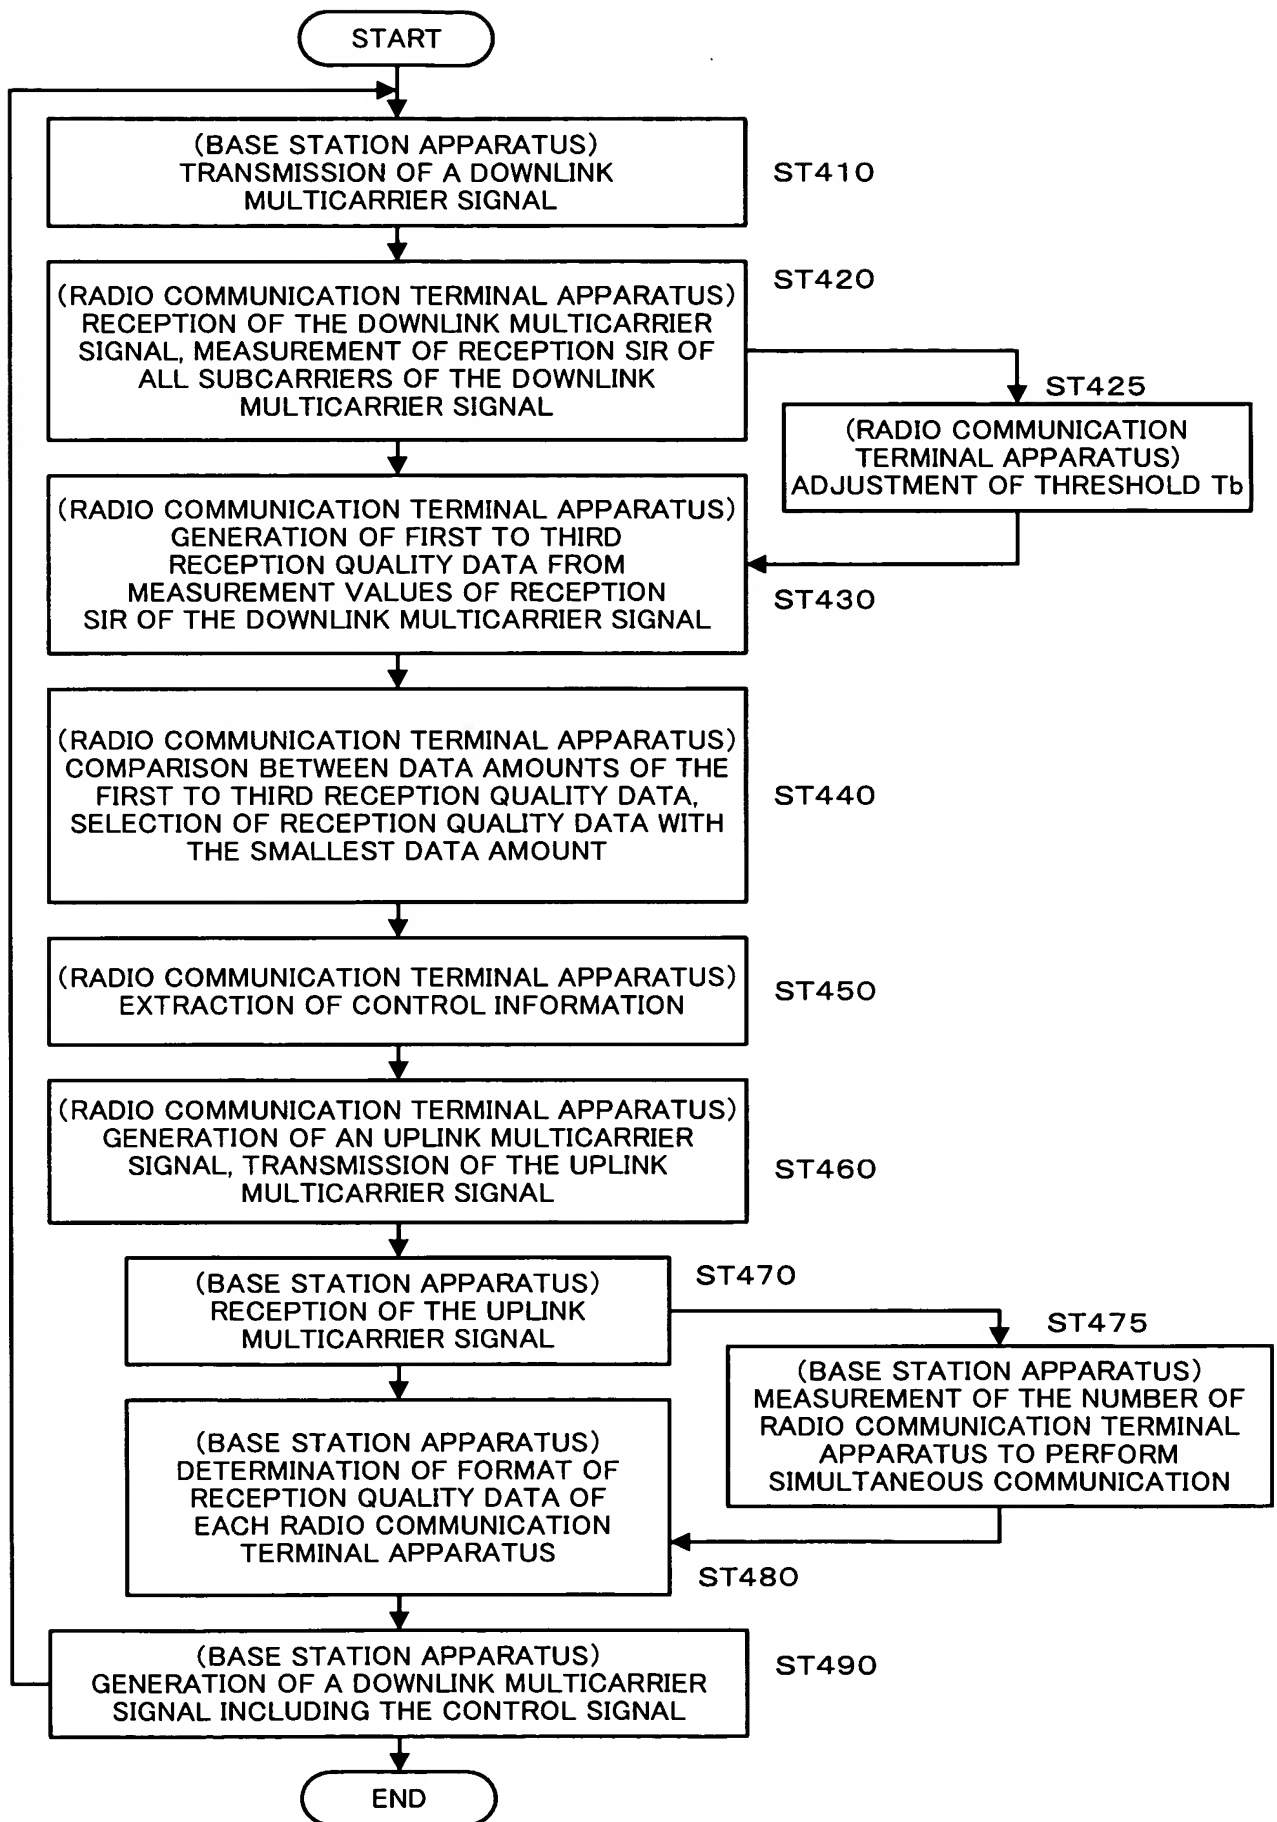 START
(BASE STATION APPARATUS)
TRANSMISSION OF A DOWNLINK
MULTICARRIER SIGNAL
ST410
(RADIO COMMUNICATION TERMINAL APPARATUS)
RECEPTION OF THE DOWNLINK MULTICARRIER
SIGNAL, MEASUREMENT OF RECEPTION SIR OF
ALL SUBCARRIERS OF THE DOWNLINK
MULTICARRIER SIGNAL
ST420
ST425
(RADIO COMMUNICATION
TERMINAL APPARATUS)
ADJUSTMENT OF THRESHOLD Tb
(RADIO COMMUNICATION TERMINAL APPARATUS)
GENERATION OF FIRST TO THIRD
RECEPTION QUALITY DATA FROM
MEASUREMENT VALUES OF RECEPTION
SIR OF THE DOWNLINK MULTICARRIER SIGNAL
ST430
(RADIO COMMUNICATION TERMINAL APPARATUS)
COMPARISON BETWEEN DATA AMOUNTS OF THE
FIRST TO THIRD RECEPTION QUALITY DATA,
SELECTION OF RECEPTION QUALITY DATA WITH
THE SMALLEST DATA AMOUNT
ST440
(RADIO COMMUNICATION TERMINAL APPARATUS)
EXTRACTION OF CONTROL INFORMATION
ST450
(RADIO COMMUNICATION TERMINAL APPARATUS)
GENERATION OF AN UPLINK MULTICARRIER
SIGNAL, TRANSMISSION OF THE UPLINK
MULTICARRIER SIGNAL
ST460
(BASE STATION APPARATUS)
RECEPTION OF THE UPLINK
MULTICARRIER SIGNAL
ST470
ST475
(BASE STATION APPARATUS)
MEASUREMENT OF THE NUMBER OF
RADIO COMMUNICATION TERMINAL
APPARATUS TO PERFORM
SIMULTANEOUS COMMUNICATION
(BASE STATION APPARATUS)
DETERMINATION OF FORMAT OF
RECEPTION QUALITY DATA OF
EACH RADIO COMMUNICATION
TERMINAL APPARATUS
ST480
(BASE STATION APPARATUS)
GENERATION OF A DOWNLINK MULTICARRIER
SIGNAL INCLUDING THE CONTROL SIGNAL
ST490
END